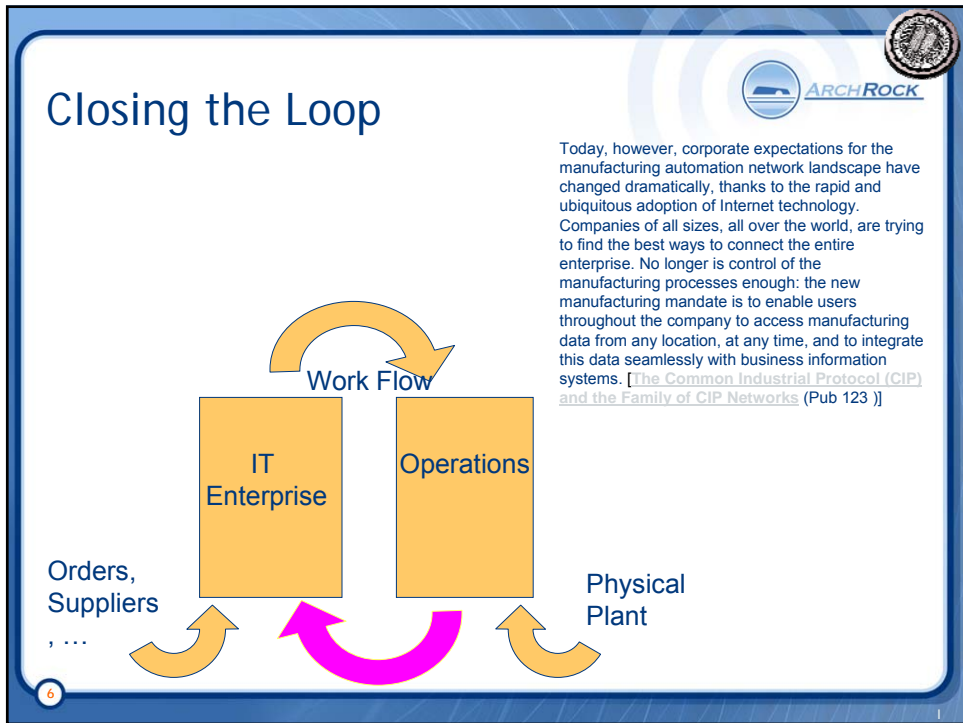 Closing the Loop
ARCHROCK
Today, however, corporate expectations for the
manufacturing automation network landscape have
changed dramatically, thanks to the rapid and
ubiquitous adoption of Internet technology.
Companies of all sizes, all over the world, are trying
to find the best ways to connect the entire
enterprise. No longer is control of the
manufacturing processes enough: the new
manufacturing mandate is to enable users
throughout the company to access manufacturing
data from any location, at any time, and to integrate
this data seamlessly with business information
systems. [The Common Industrial Protocol (CIP)
and the Family of CIP Networks (Pub 123 )]
Work Flow
IT
Enterprise
Operations
Orders,
Suppliers
, …
Physical
Plant
6